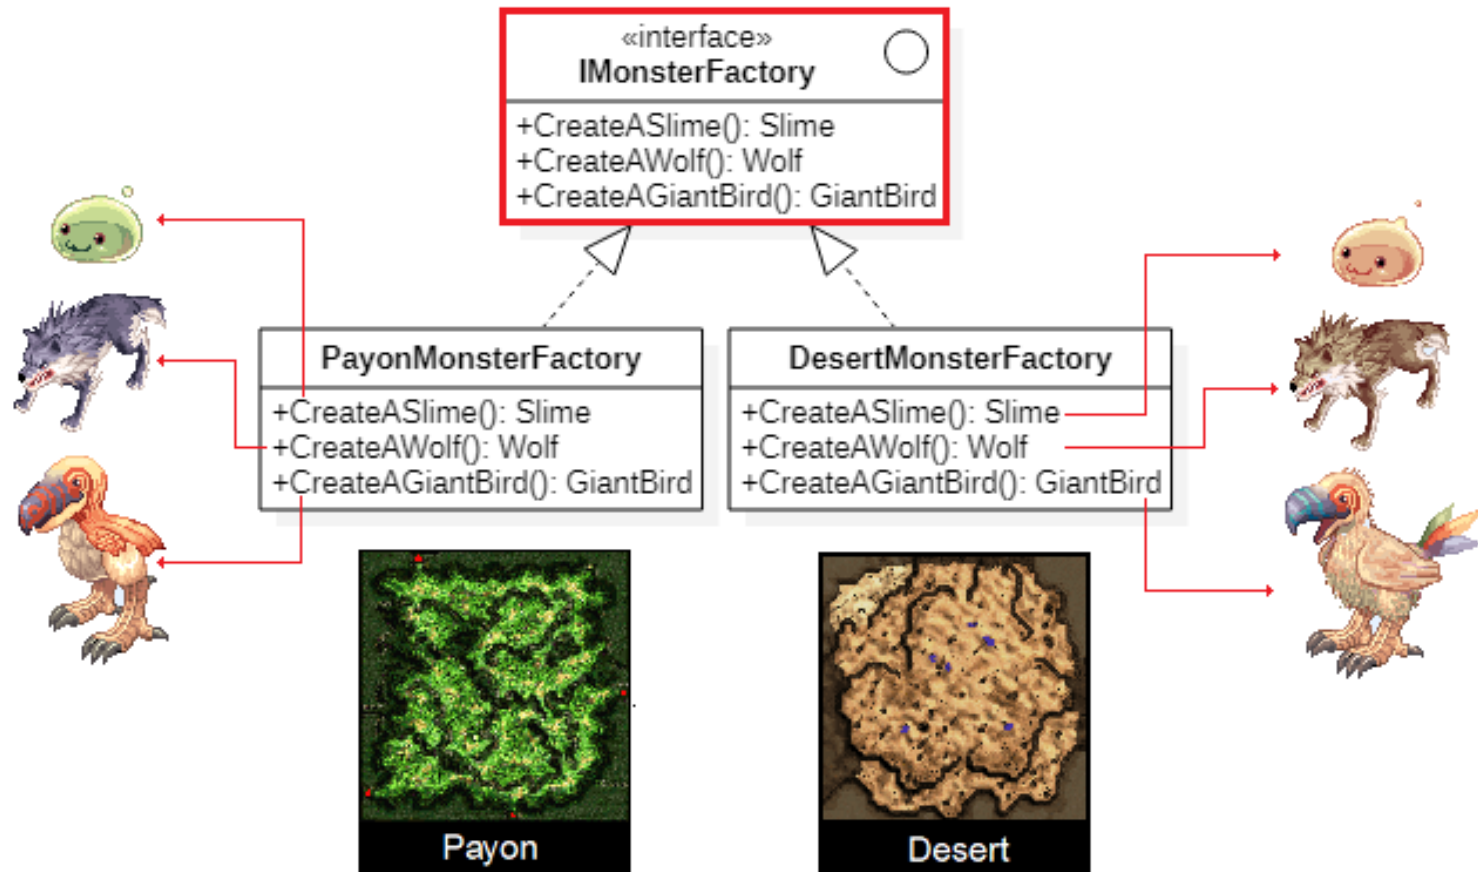 «interface»
IMonsterFactory
+CreateASlime(): Slime
+CreateAWolf(): Wolf
+CreateAGiantBird(): GiantBird
PayonMonsterFactory
+CreateASlime(): Slime
+CreateAWolf(): Wolf
+CreateAGiantBird(): GiantBird
DesertMonsterFactory
+CreateASlime(): Slime
+CreateAWolf(): Wolf
+CreateAGiantBird(): GiantBird
Payon
Desert